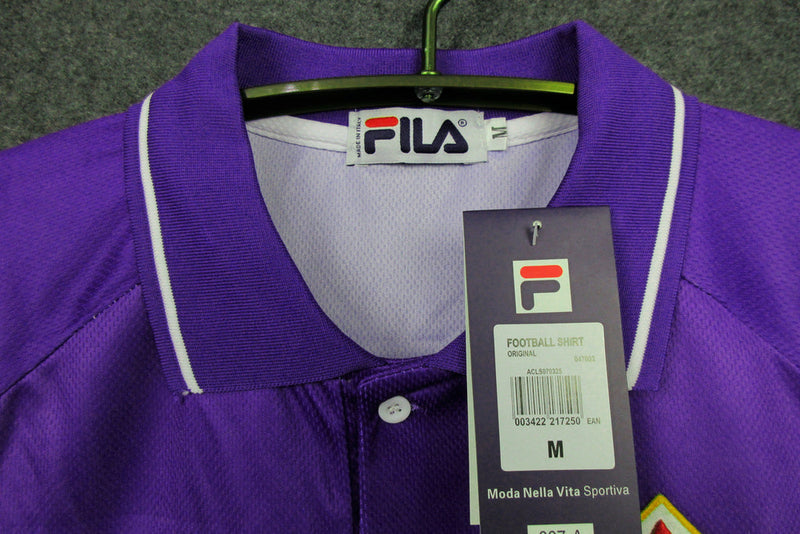 MADE IN ITALY
FILA®
M
F
FOOTBALL SHIRT
ORIGINAL
ACLS070325
003422 217250 EAN
M
Moda Nella Vita Sportiva